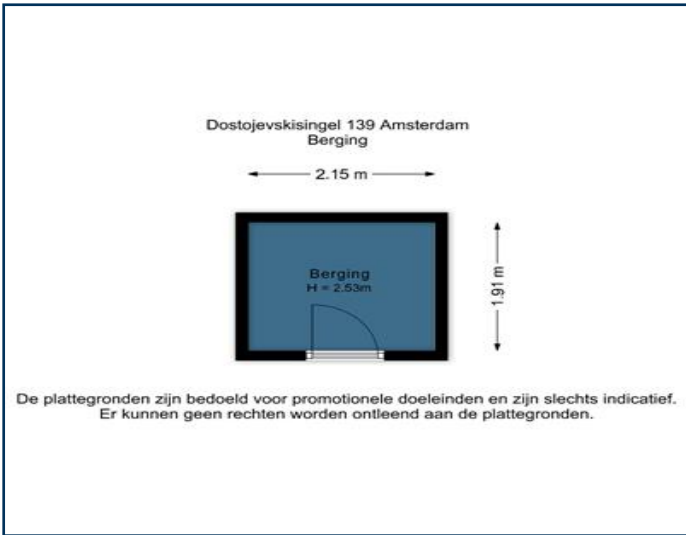 Dostojevskisingel 139 Amsterdam
Berging
2.15 m
Berging
H = 2.53m
1.91 m
De plattegronden zijn bedoeld voor promotionele doeleinden en zijn slechts indicatief.
Er kunnen geen rechten worden ontleend aan de plattegronden.